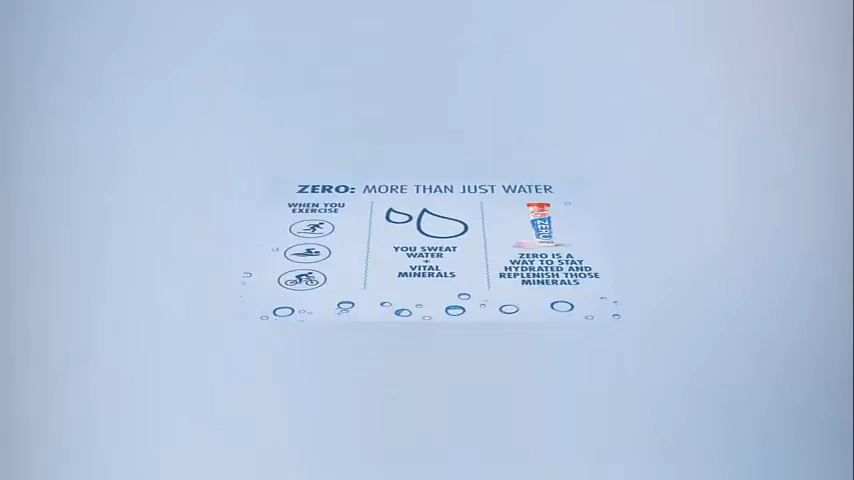 ZERO: MORE THAN JUST WATER
WHEN YOU
EXERCISE
YOU SWEAT
WATER
+
VITAL
MINERALS
ZERO
ZERO IS A
WAY TO STAY
HYDRATED AND
REPLENISH THOSE
MINERALS